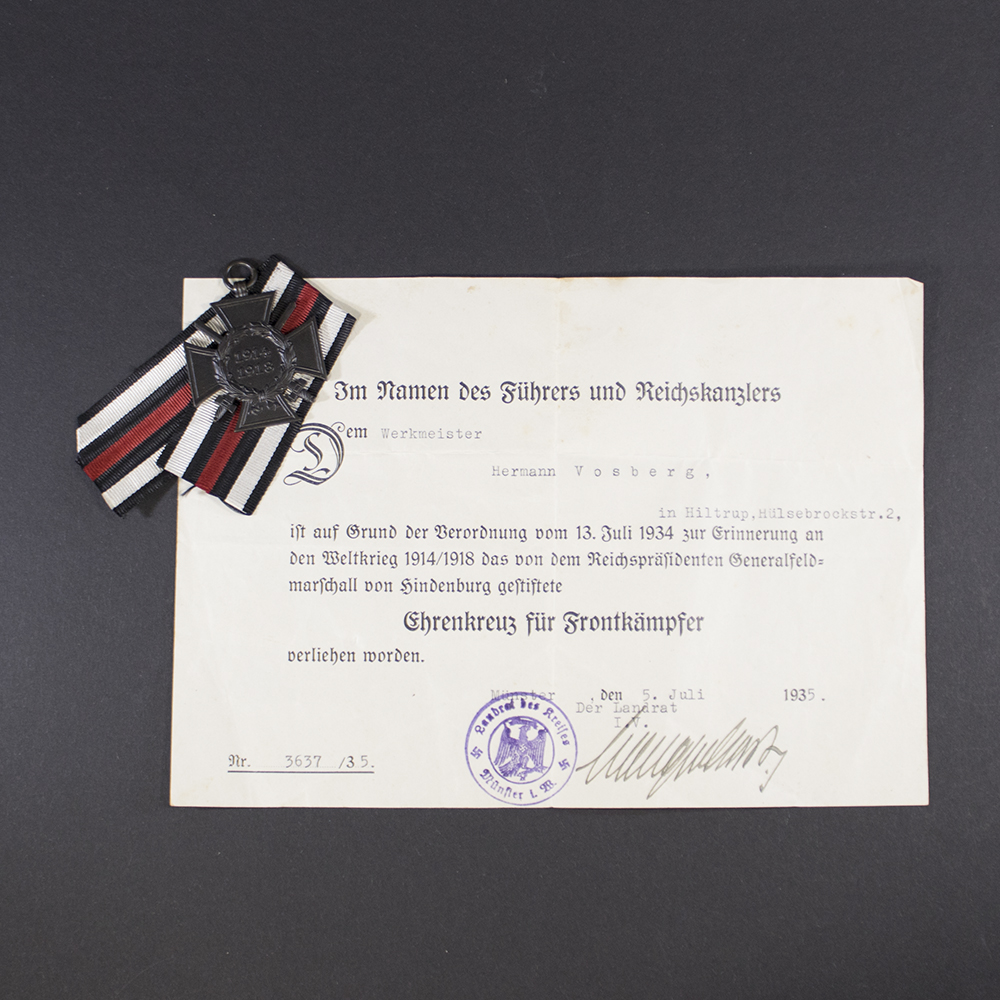 1914
1918
Im Namen des Führers und Reichskanzlers
Dem Werkmeister
Hermann Vosberg,
in Hiltrup, Hülsebrockstr.2,
ist auf Grund der Verordnung vom 13. Juli 1934 zur Erinnerung an
den Weltkrieg 1914/1918 das von dem Reichspräsidenten Generalfeld=
marschall von Hindenburg gestiftete
Ehrenkreuz für Frontkämpfer
verliehen worden.
Münster, den 5. Juli 1935.
Der Landrat
I.V.
Nr. 3637 /35.
Landrat des Kreises
Münster i. W.